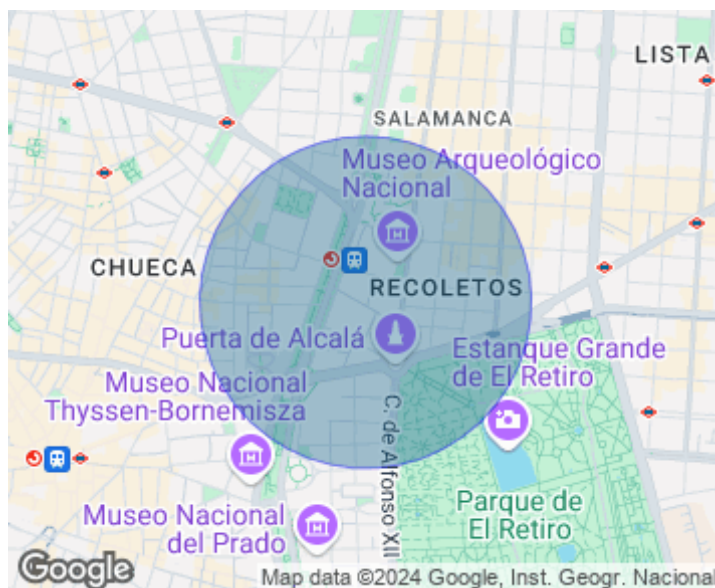 LISTA
SALAMANCA
Museo Arqueológico
Nacional
CHUECA
RECOLETOS
Puerta de Alcalá
Estanque Grande
de El Retiro
Museo Nacional
Thyssen-Bornemisza
C. de Alfonso XII
Parque de
El Retiro
Museo Nacional
del Prado
Google
Map data ©2024 Google, Inst. Geogr. Nacional